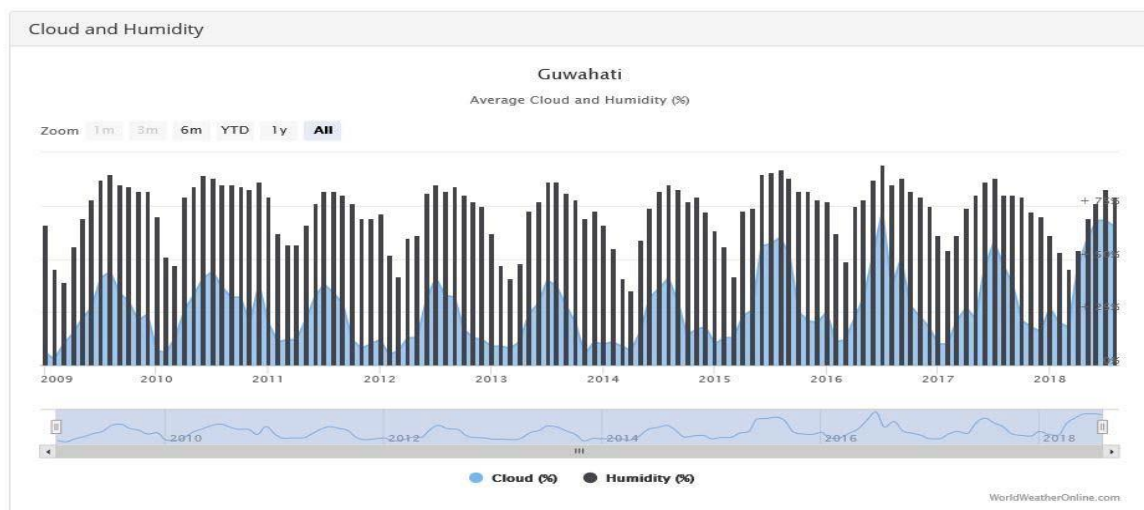 Cloud and Humidity
Guwahati
Average Cloud and Humidity (%)
Zoom 1m 3m 6m YTD 1y All
2009 2010 2011 2012 2013 2014 2015 2016 2017 2018
2010 2012 2014 2016 2018
Cloud (%) Humidity (%)
WorldWeatherOnline.com